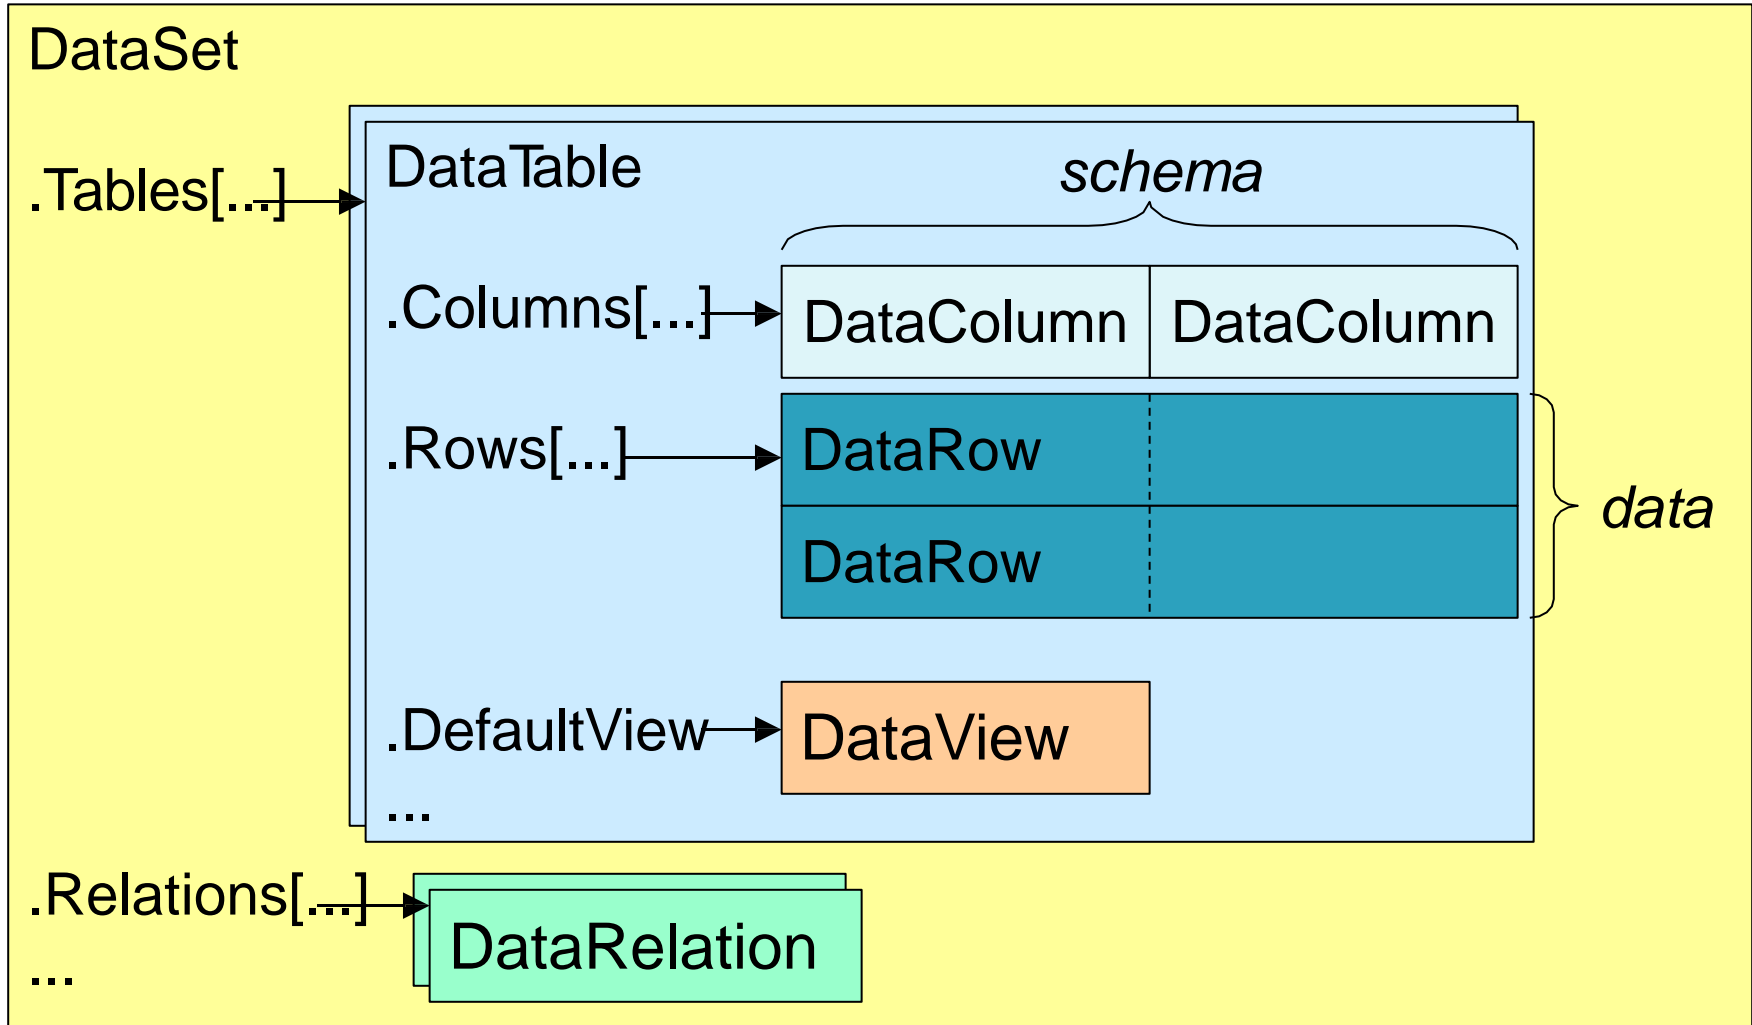 DataSet
.Tables[...]
DataTable
schema
.Columns[...]
DataColumn
DataColumn
.Rows[...]
DataRow
DataRow
data
.DefaultView
DataView
...
.Relations[...]
DataRelation
...